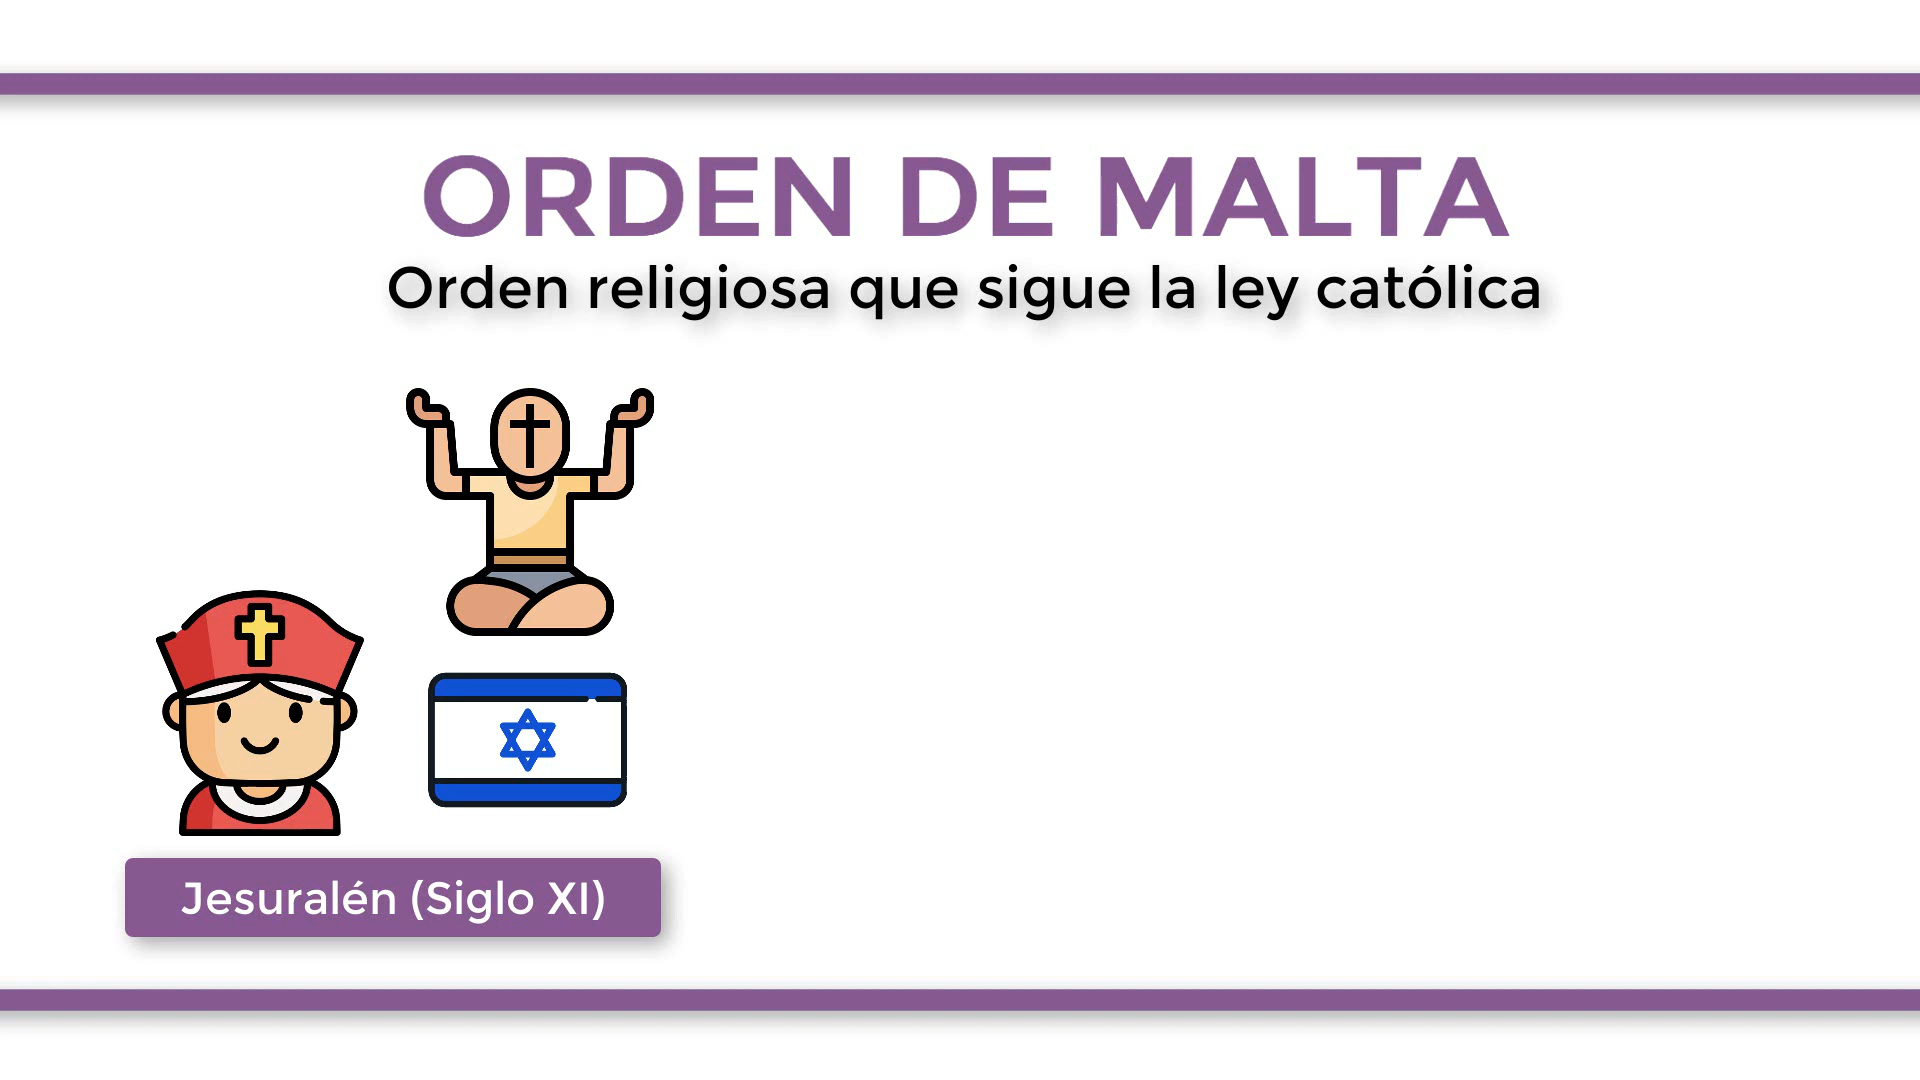 ORDEN DE MALTA
Orden religiosa que sigue la ley católica
Jesuralén (Siglo XI)